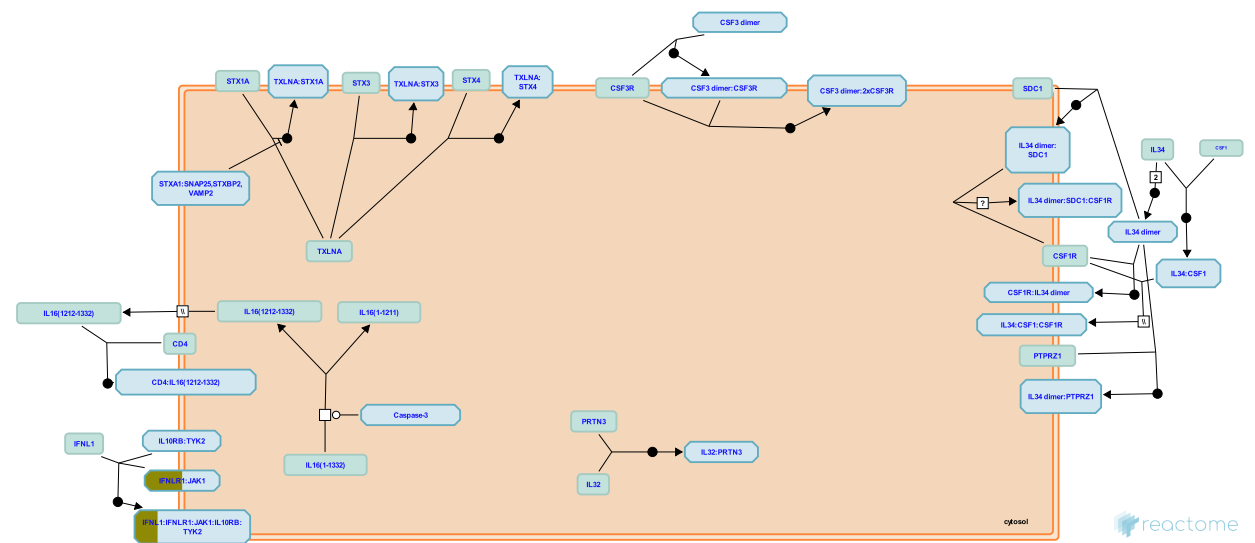 CSF3 dimer
STX1A
TXLNA:STX1A
STX3
TXLNA:STX3
STX4
TXLNA:
STX4
CSF3R
CSF3 dimer:CSF3R
CSF3 dimer:2xCSF3R
SDC1
IL34 dimer:
SDC1
IL34
CSF1
2
STXA1:SNAP25,STXBP2,
VAMP2
?
IL34 dimer:SDC1:CSF1R
IL34 dimer
TXLNA
CSF1R
IL34:CSF1
CSF1R:IL34 dimer
IL16(1212-1332)
\\
IL16(1212-1332)
IL16(1-1211)
IL34:CSF1:CSF1R
\\
CD4
PTPRZ1
CD4:IL16(1212-1332)
IL34 dimer:PTPRZ1
Caspase-3
PRTN3
IFNL1
IL10RB:TYK2
IL32:PRTN3
IL16(1-1332)
IFNLR1:JAK1
IL32
IFNL1:IFNLR1:JAK1:IL10RB:
TYK2
cytosol
reactome